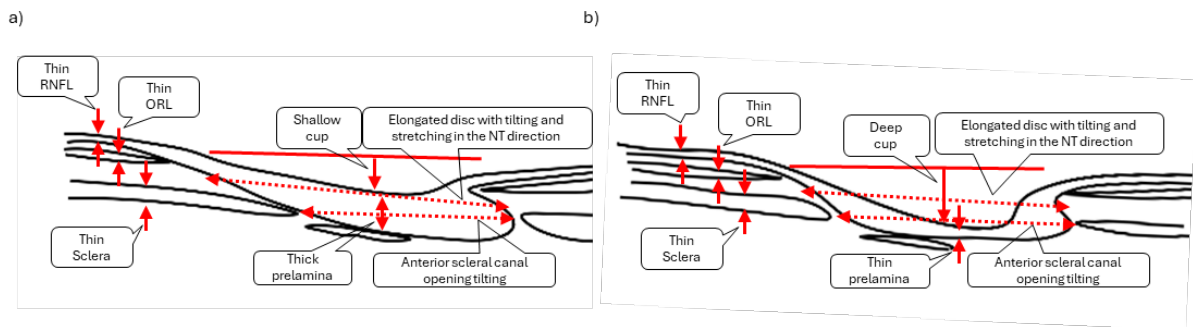 a)
Thin
RNFL
Thin
ORL
Shallow
cup
Elongated disc with tilting and
stretching in the NT direction
Thin
Sclera
Thick
prelamina
Anterior scleral canal
opening tilting
b)
Thin
RNFL
Thin
ORL
Deep
cup
Elongated disc with tilting and
stretching in the NT direction
Thin
Sclera
Thin
prelamina
Anterior scleral canal
opening tilting